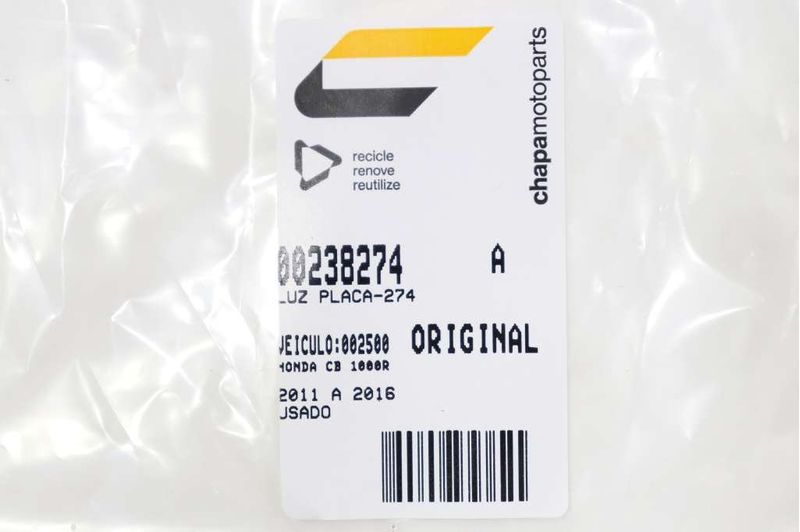 chapamotoparts
recicle
renove
reutilize
00238274 A
LUZ PLACA-274
VEICULO:002500 ORIGINAL
HONDA CB 1000R
2011 A 2016
USADO